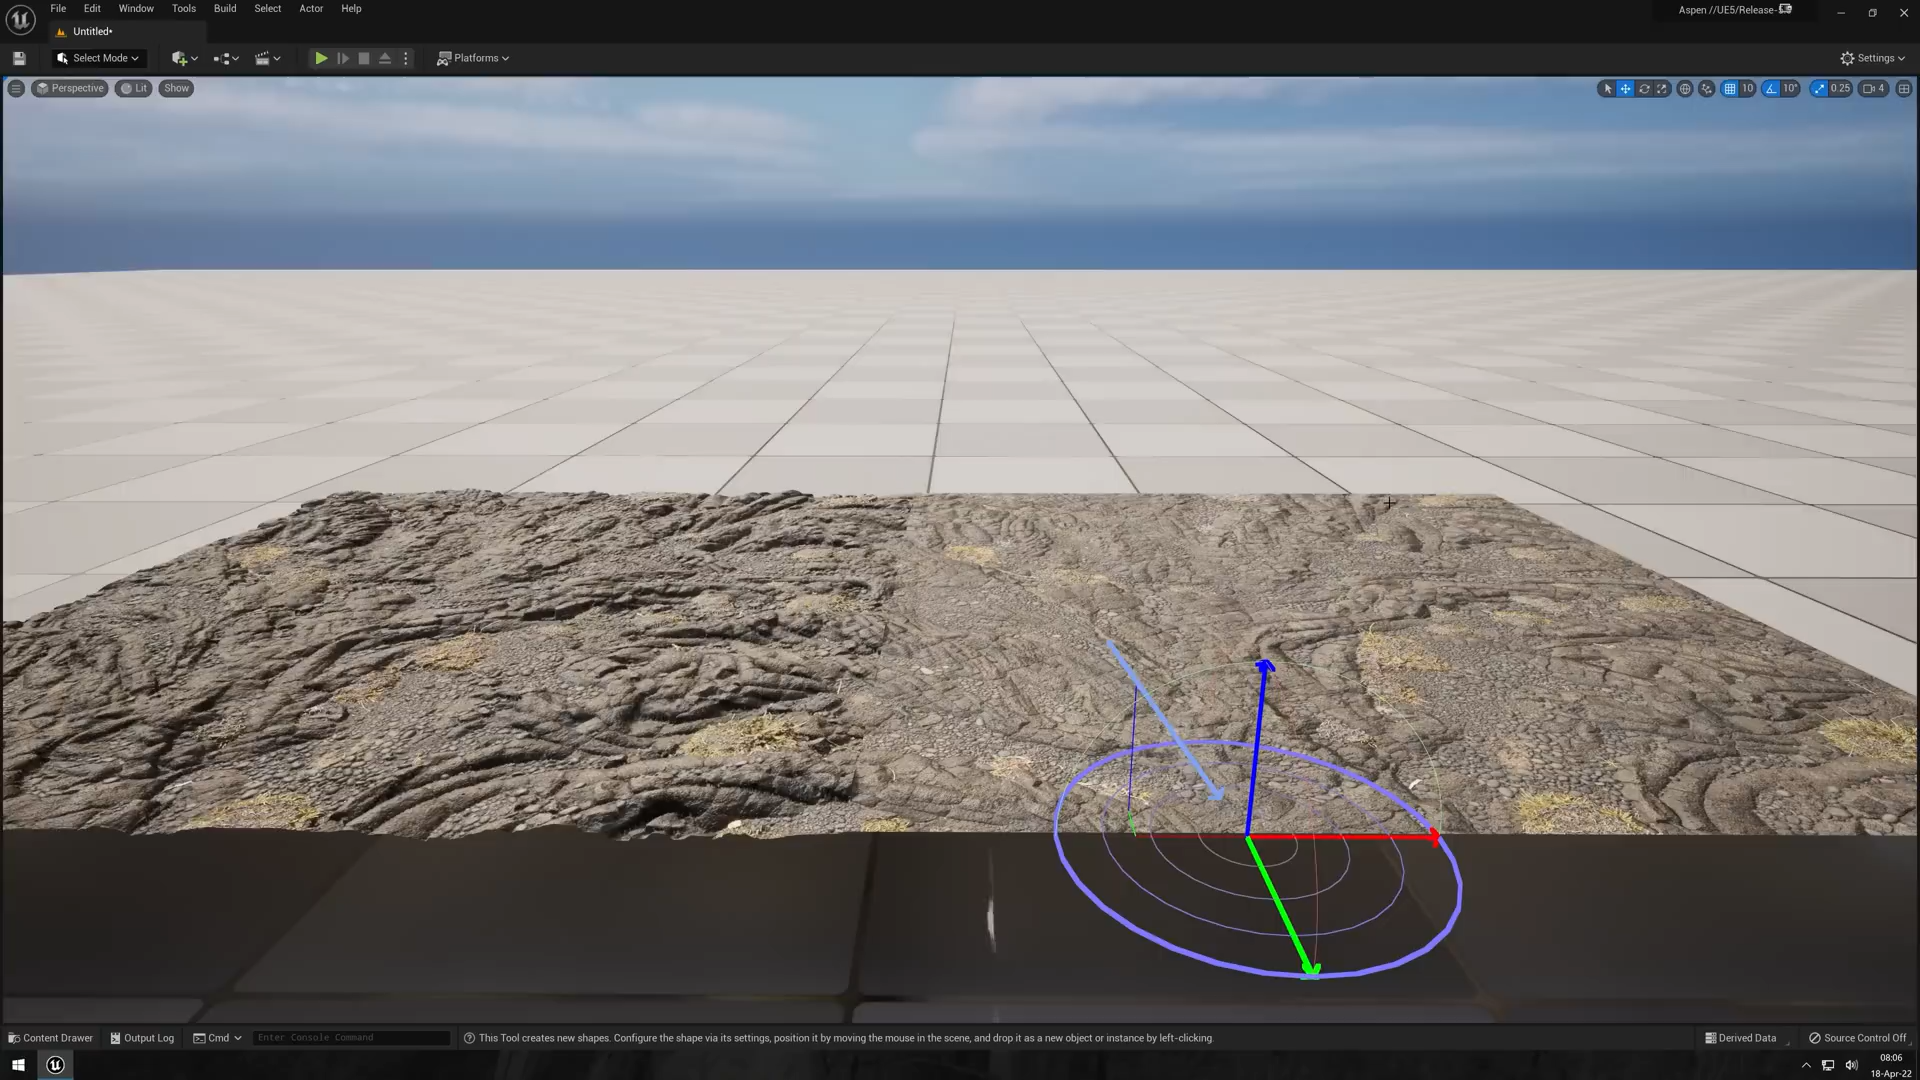 File Edit Window Tools Build Select Actor Help
Aspen //UE5/Release-
Untitled*
Select Mode
Platforms
Settings
Perspective Lit Show
10 10° 0.25 4
Content Drawer Output Log Cmd Enter Console Command This Tool creates new shapes. Configure the shape via its settings, position it by moving the mouse in the scene, and drop it as a new object or instance by left-clicking. Derived Data Source Control Off
08:06
18-Apr-22